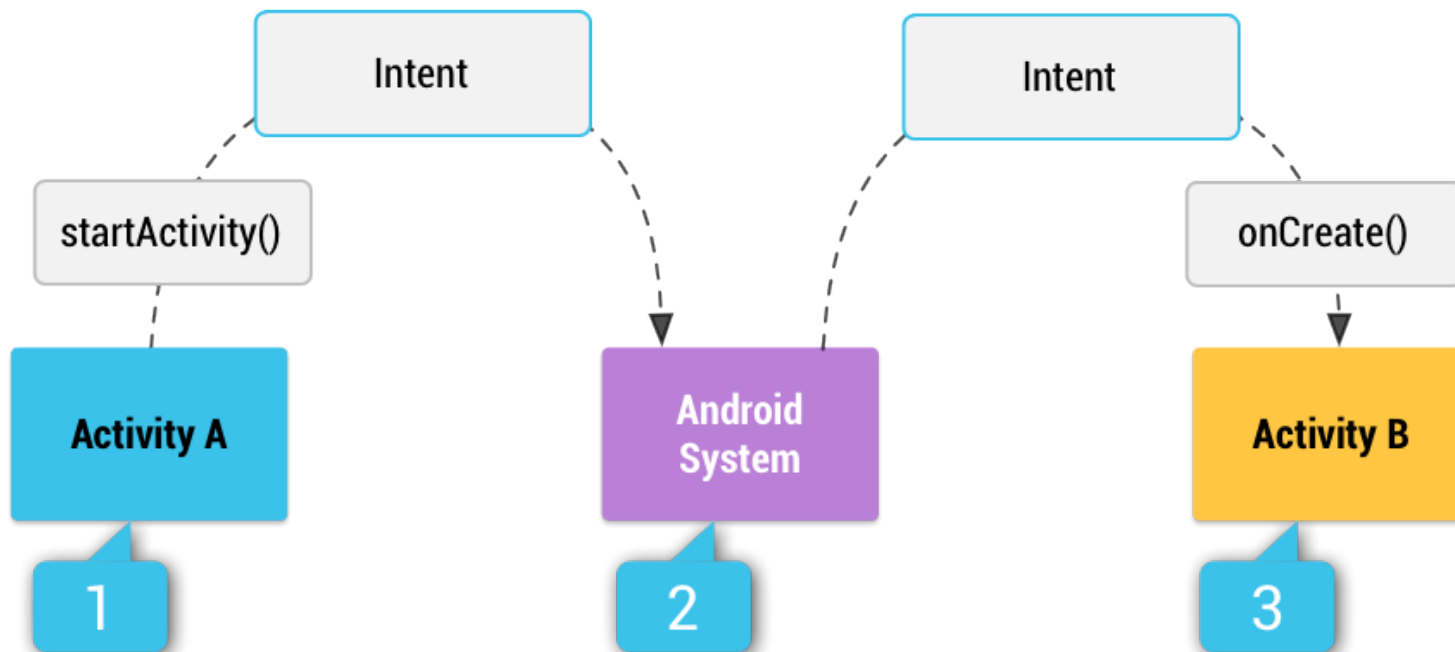 Intent
Intent
startActivity()
onCreate()
Activity A
Android
System
Activity B
1
2
3